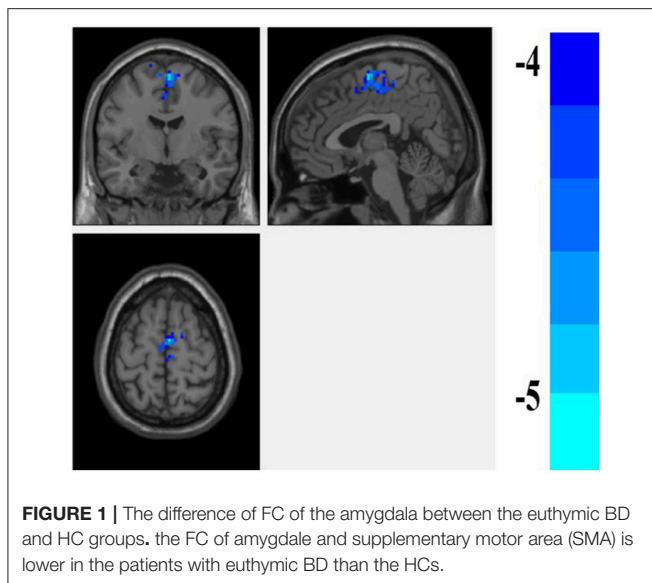 -4
-5
FIGURE 1 | The difference of FC of the amygdala between the euthymic BD
and HC groups. the FC of amygdale and supplementary motor area (SMA) is
lower in the patients with euthymic BD than the HCs.